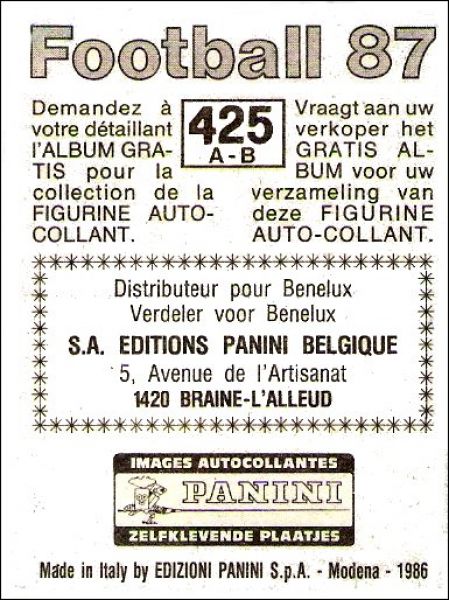 Football 87
Demandez à
votre détaillant
l'ALBUM GRA-
TIS pour la
collection de la
FIGURINE AUTO-
COLLANT.
425
A-B
Vraagt aan uw
verkoper het
GRATIS AL-
BUM voor uw
verzameling van
deze FIGURINE
AUTO-COLLANT.
Distributeur pour Benelux
Verdeler voor Benelux
S.A. EDITIONS PANINI BELGIQUE
5, Avenue de l'Artisanat
1420 BRAINE-L'ALLEUD
IMAGES AUTOCOLLANTES
PANINI
ZELFKLEVENDE PLAATJES
Made in Italy by EDIZIONI PANINI S.p.A. - Modena - 1986